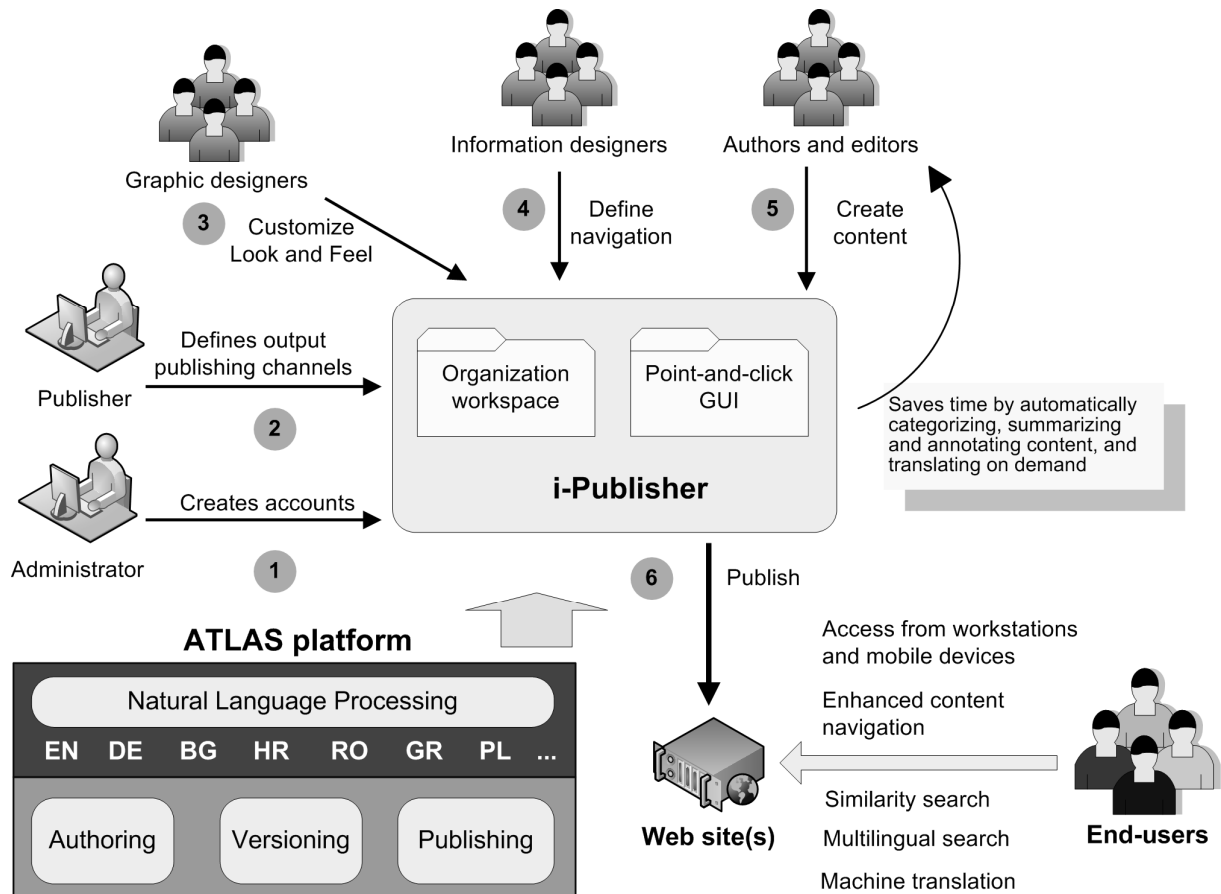 Graphic designers
3
Customize
Look and Feel
Information designers
4
Define
navigation
Authors and editors
5
Create
content
Publisher
Defines output
publishing channels
2
Administrator
Creates accounts
1
Organization
workspace
Point-and-click
GUI
i-Publisher
Saves time by automatically
categorizing, summarizing
and annotating content, and
translating on demand
6
Publish
ATLAS platform
Natural Language Processing
EN DE BG HR RO GR PL ...
Authoring
Versioning
Publishing
Web site(s)
Access from workstations
and mobile devices
Enhanced content
navigation
Similarity search
Multilingual search
Machine translation
End-users